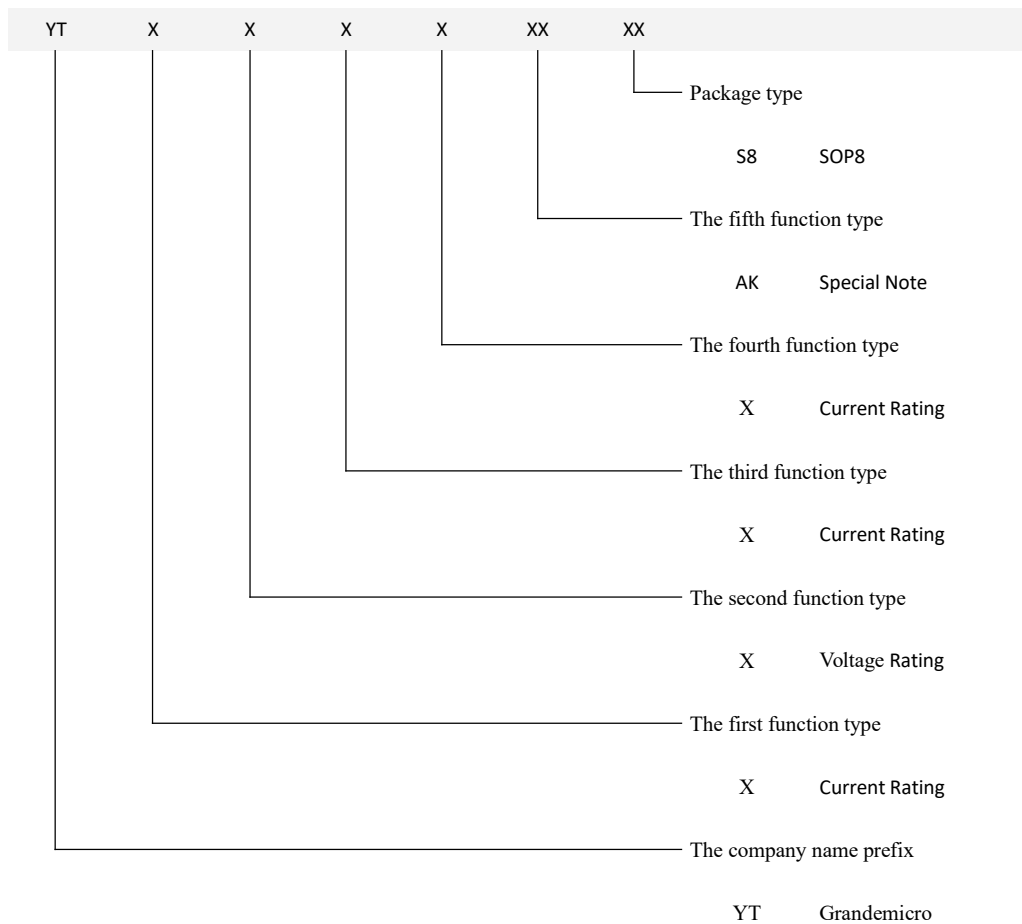 YT X X X X XX XX
Package type
S8 SOP8
The fifth function type
AK Special Note
The fourth function type
X Current Rating
The third function type
X Current Rating
The second function type
X Voltage Rating
The first function type
X Current Rating
The company name prefix
YT Grandemicro